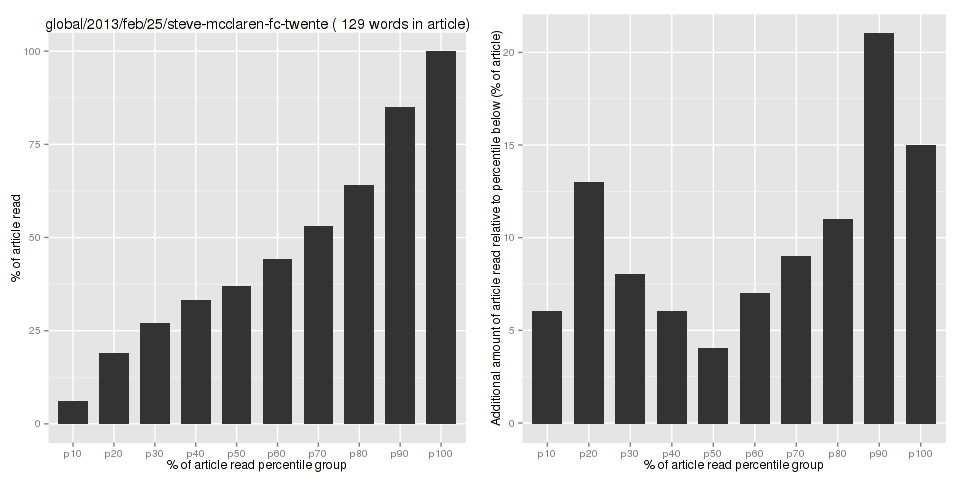 global/2013/feb/25/steve-mcclaren-fc-twente ( 129 words in article)
% of article read
100
75
50
25
0
p10 p20 p30 p40 p50 p60 p70 p80 p90 p100
% of article read percentile group
Additional amount of article read relative to percentile below (% of article)
20
15
10
5
0
p10 p20 p30 p40 p50 p60 p70 p80 p90 p100
% of article read percentile group